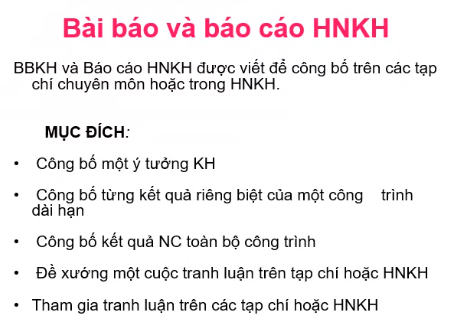 Bài báo và báo cáo HNKH
BBKH và Báo cáo HNKH được viết để công bố trên các tạp
chí chuyên môn hoặc trong HNKH.
MỤC ĐÍCH:
• Công bố một ý tưởng KH
• Công bố từng kết quả riêng biệt của một công trình
dài hạn
• Công bố kết quả NC toàn bộ công trình
• Đề xướng một cuộc tranh luận trên tạp chí hoặc HNKH
• Tham gia tranh luận trên các tạp chí hoặc HNKH